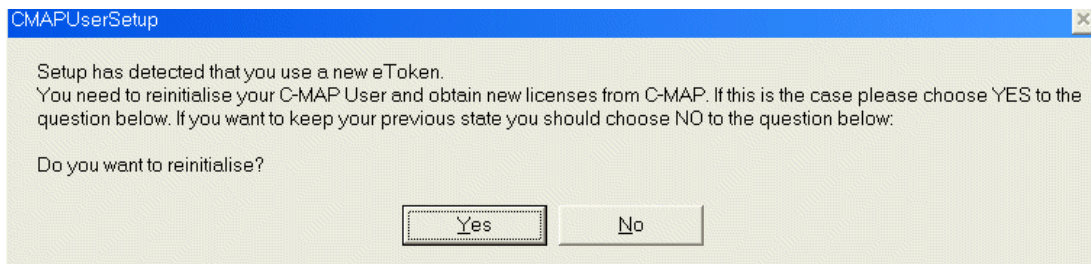 CMAPUserSetup
Setup has detected that you use a new eToken.
You need to reinitialise your C-MAP User and obtain new licenses from C-MAP. If this is the case please choose YES to the
question below. If you want to keep your previous state you should choose NO to the question below:
Do you want to reinitialise?
Yes No